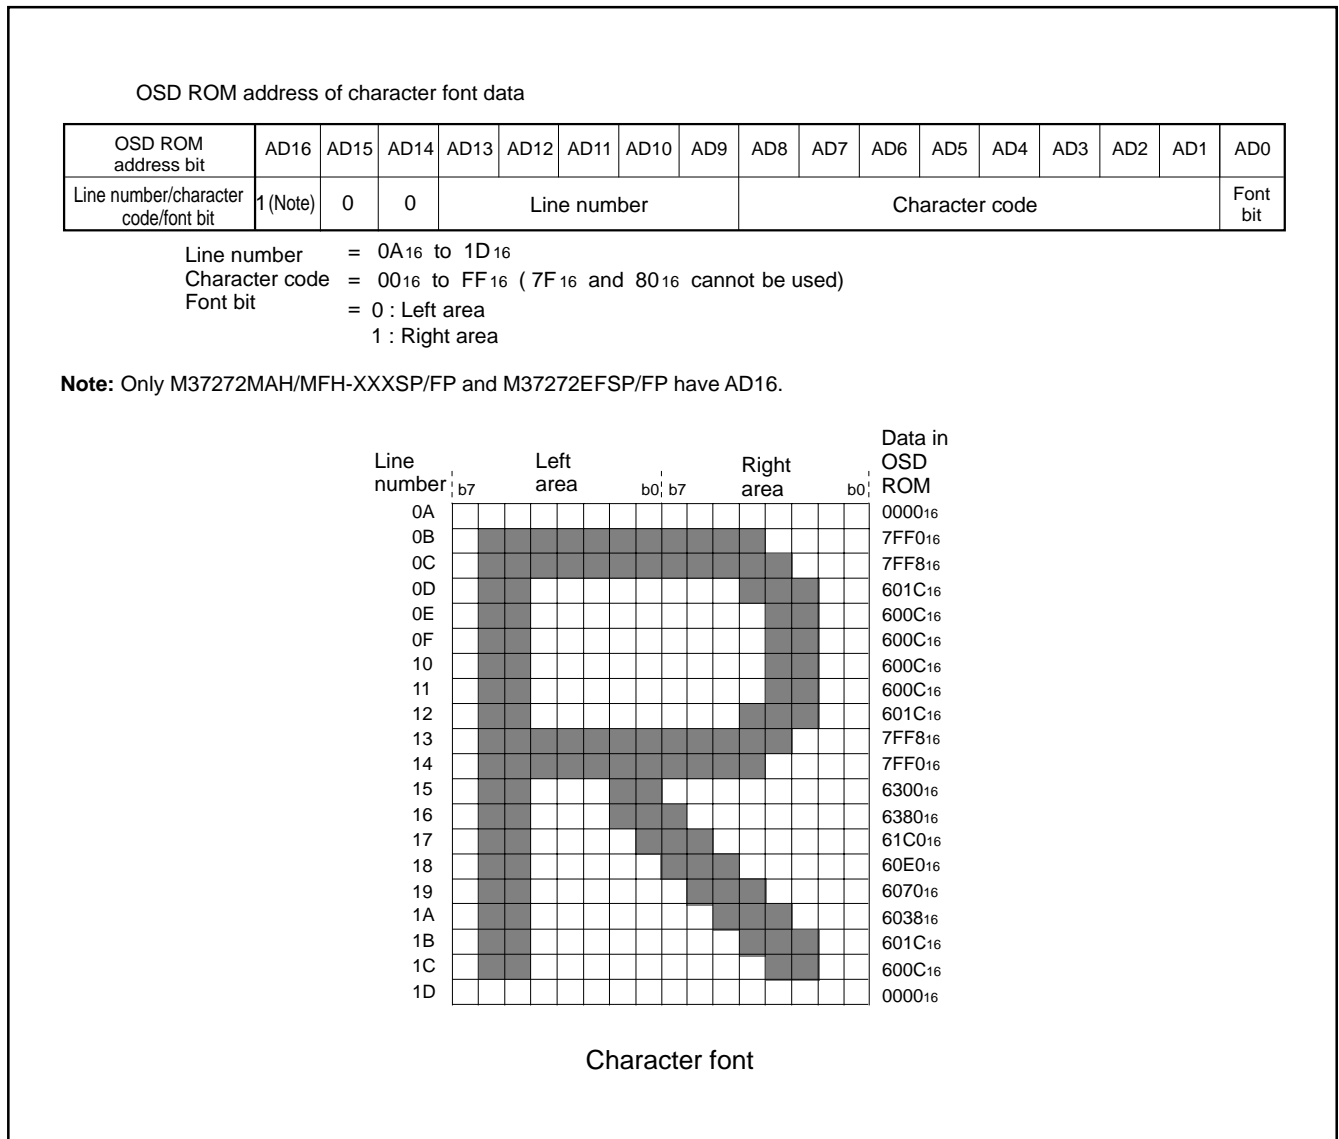 OSD ROM address of character font data
OSD ROM address bit AD16 AD15 AD14 AD13 AD12 AD11 AD10 AD9 AD8 AD7 AD6 AD5 AD4 AD3 AD2 AD1 AD0
Line number/character code/font bit 1 (Note) 0 0 Line number Character code Font bit
Line number = 0A16 to 1D16
Character code = 0016 to FF16 ( 7F16 and 8016 cannot be used)
Font bit = 0 : Left area
1 : Right area
Note: Only M37272MAH/MFH-XXXSP/FP and M37272EFSP/FP have AD16.
Line number b7 Left area b0 b7 Right area b0 Data in OSD ROM
0A 000016
0B 7FF016
0C 7FF816
0D 601C16
0E 600C16
0F 600C16
10 600C16
11 600C16
12 601C16
13 7FF816
14 7FF016
15 630016
16 638016
17 61C016
18 60E016
19 607016
1A 603816
1B 601C16
1C 600C16
1D 000016
Character font